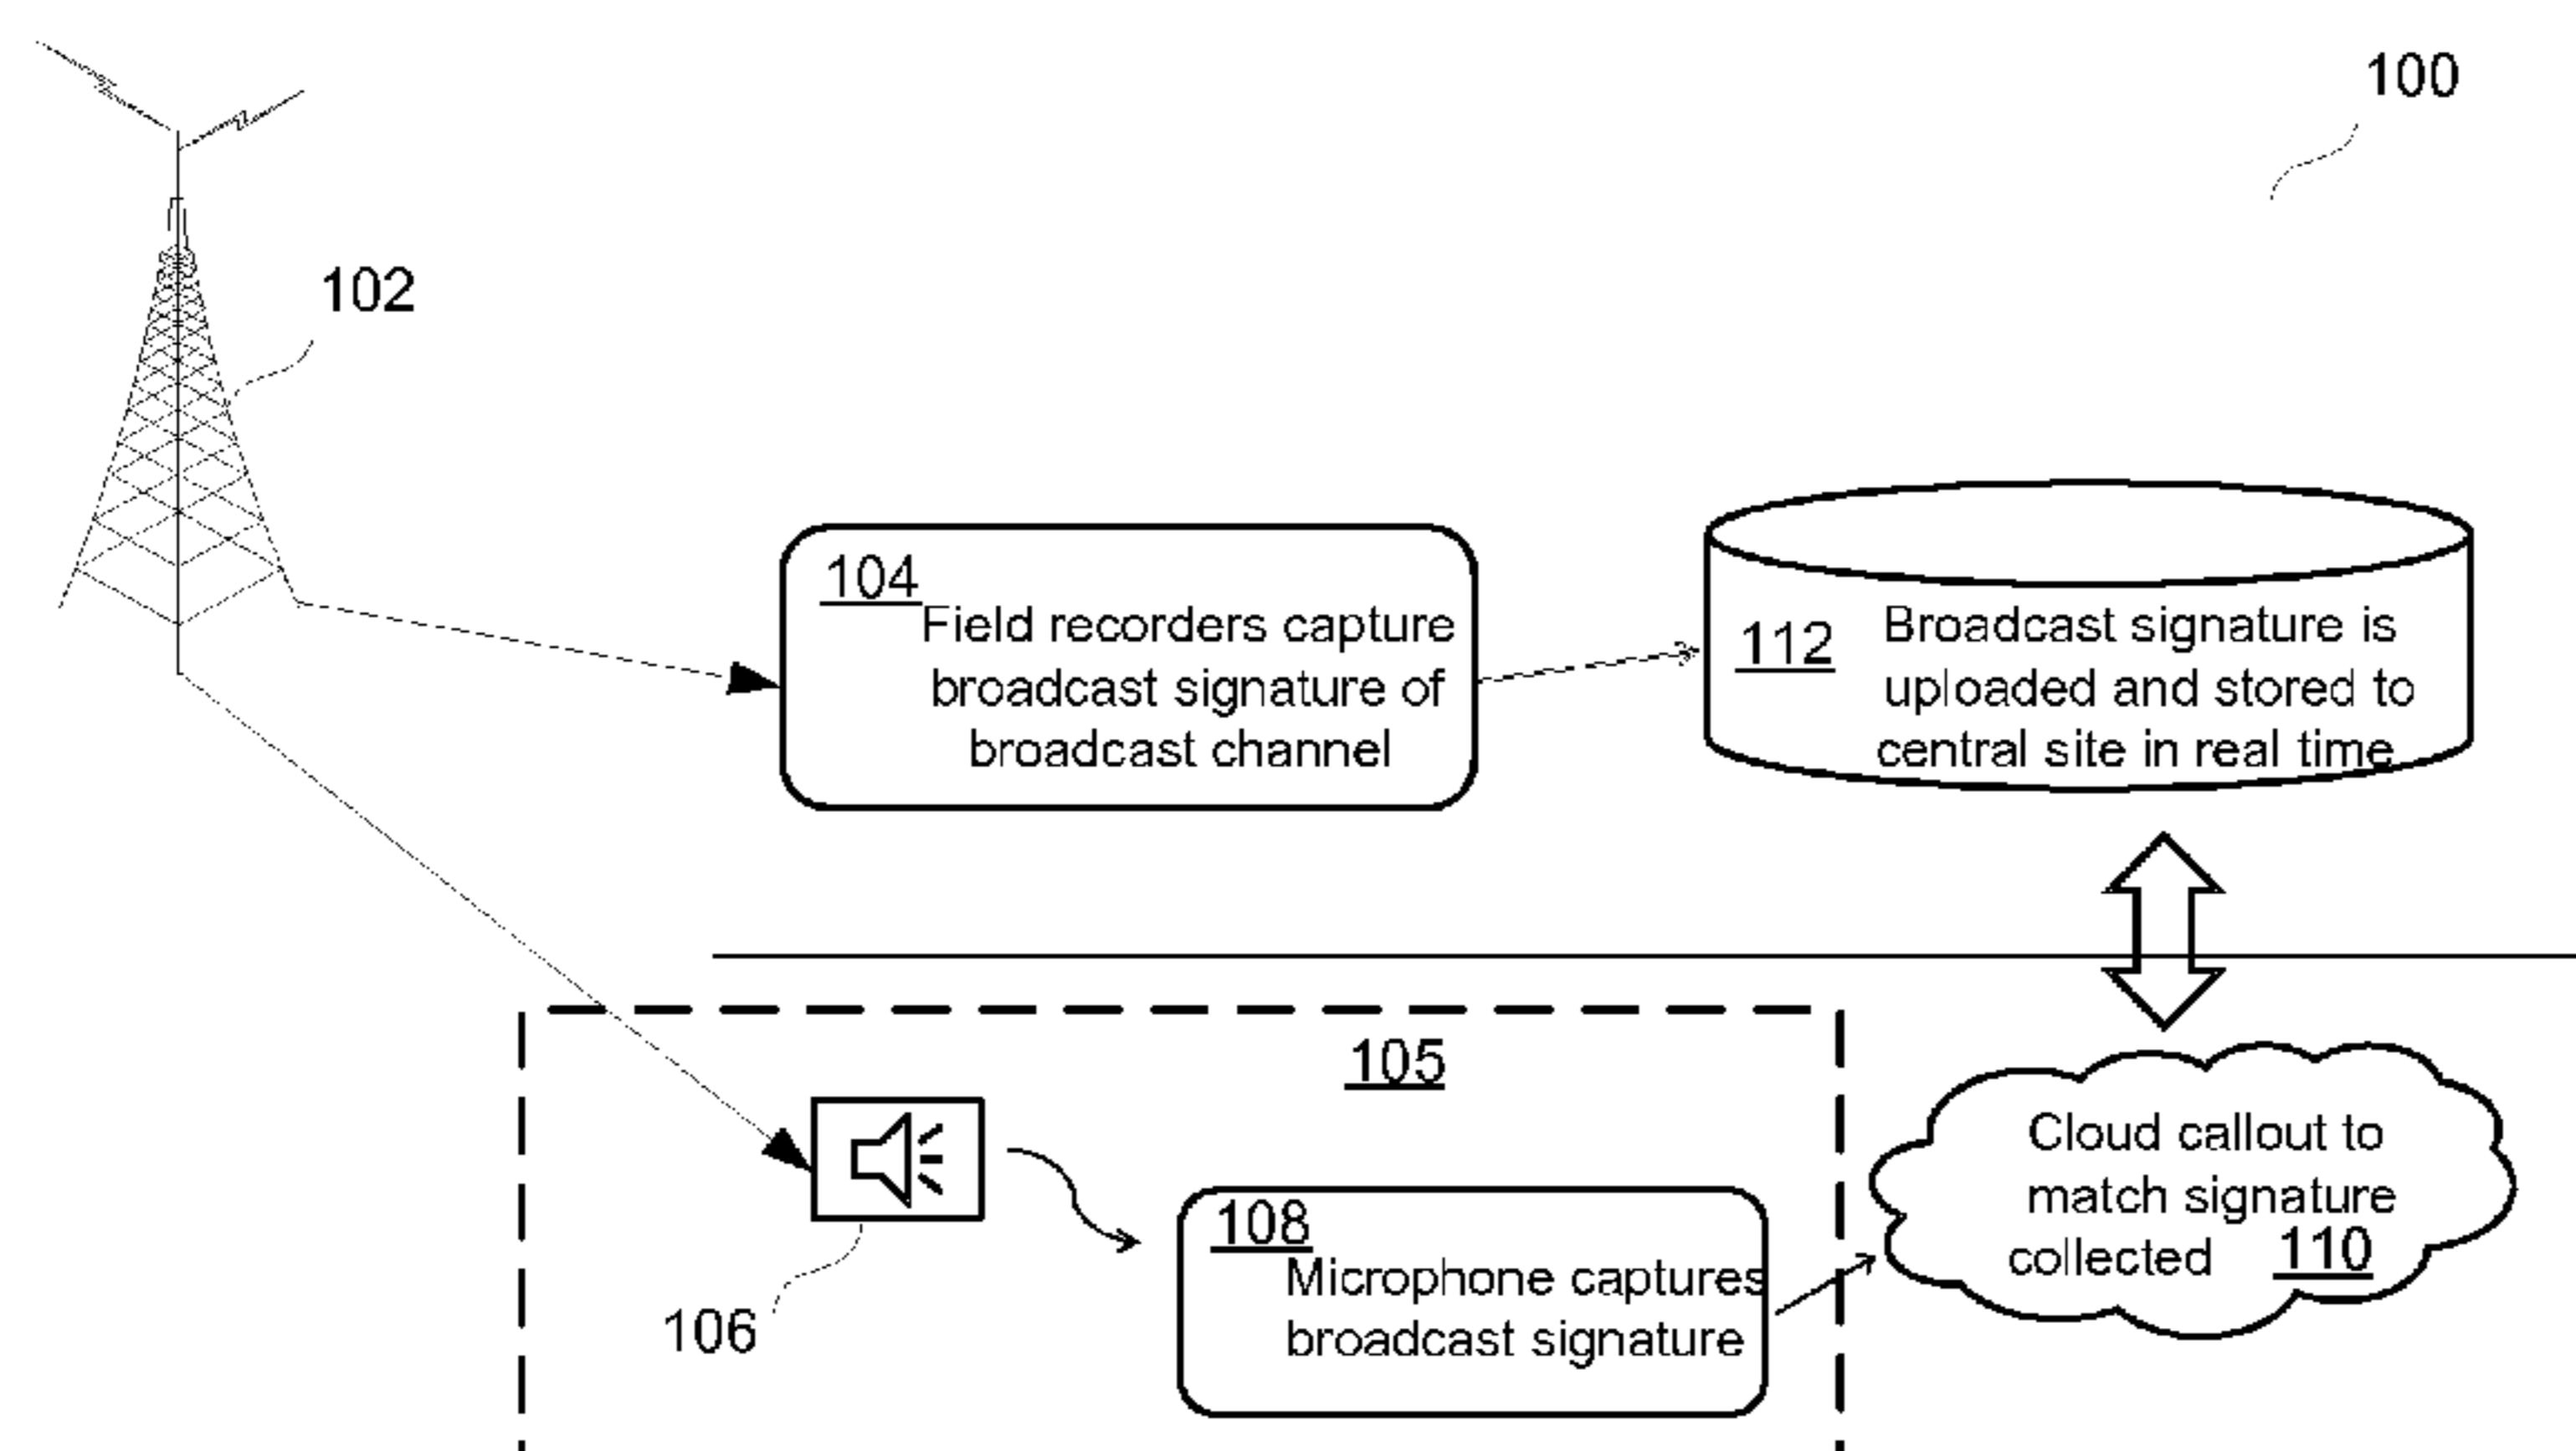 100
102
104
Field recorders capture
broadcast signature of
broadcast channel
112
Broadcast signature is
uploaded and stored to
central site in real time
105
106
108
Microphone captures
broadcast signature
Cloud callout to
match signature
collected 110